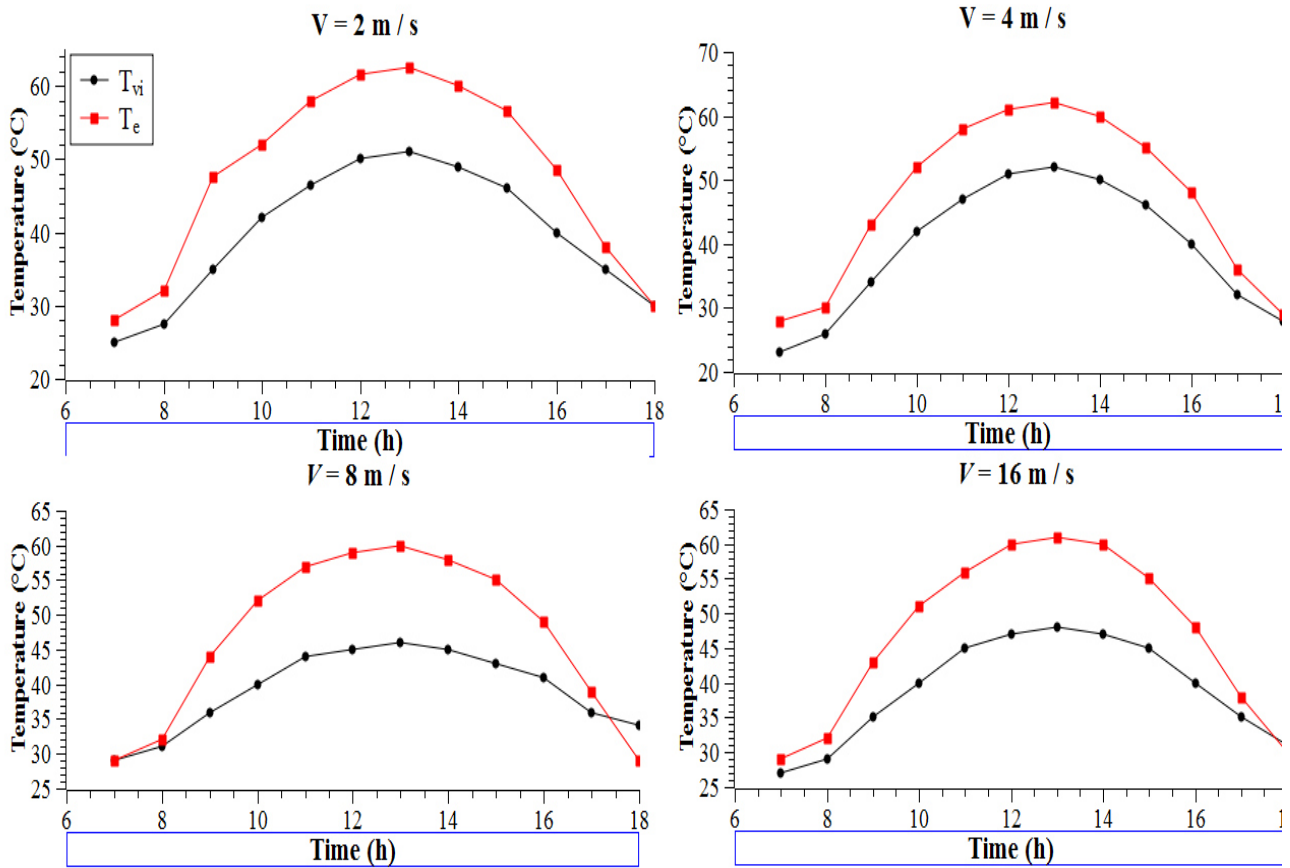 V = 2 m / s
Temperature (°C)
60
50
40
30
20
T_vi
T_e
6 8 10 12 14 16 18
Time (h)
V = 4 m / s
Temperature (°C)
70
60
50
40
30
20
6 8 10 12 14 16 1
Time (h)
V = 8 m / s
Temperature (°C)
65
60
55
50
45
40
35
30
25
6 8 10 12 14 16 18
Time (h)
V = 16 m / s
Temperature (°C)
65
60
55
50
45
40
35
30
25
6 8 10 12 14 16 18
Time (h)